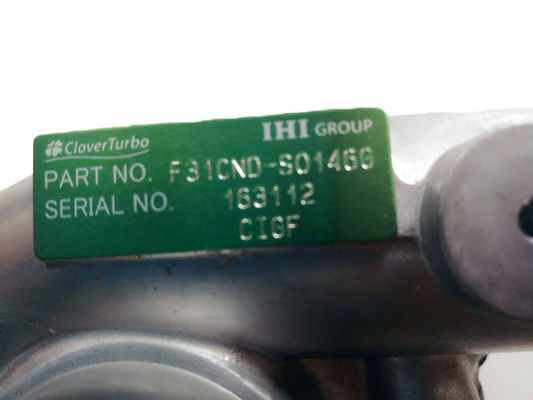 CloverTurbo
IHI GROUP
PART NO. F31CND-S0146G
SERIAL NO. 163112
CIGF